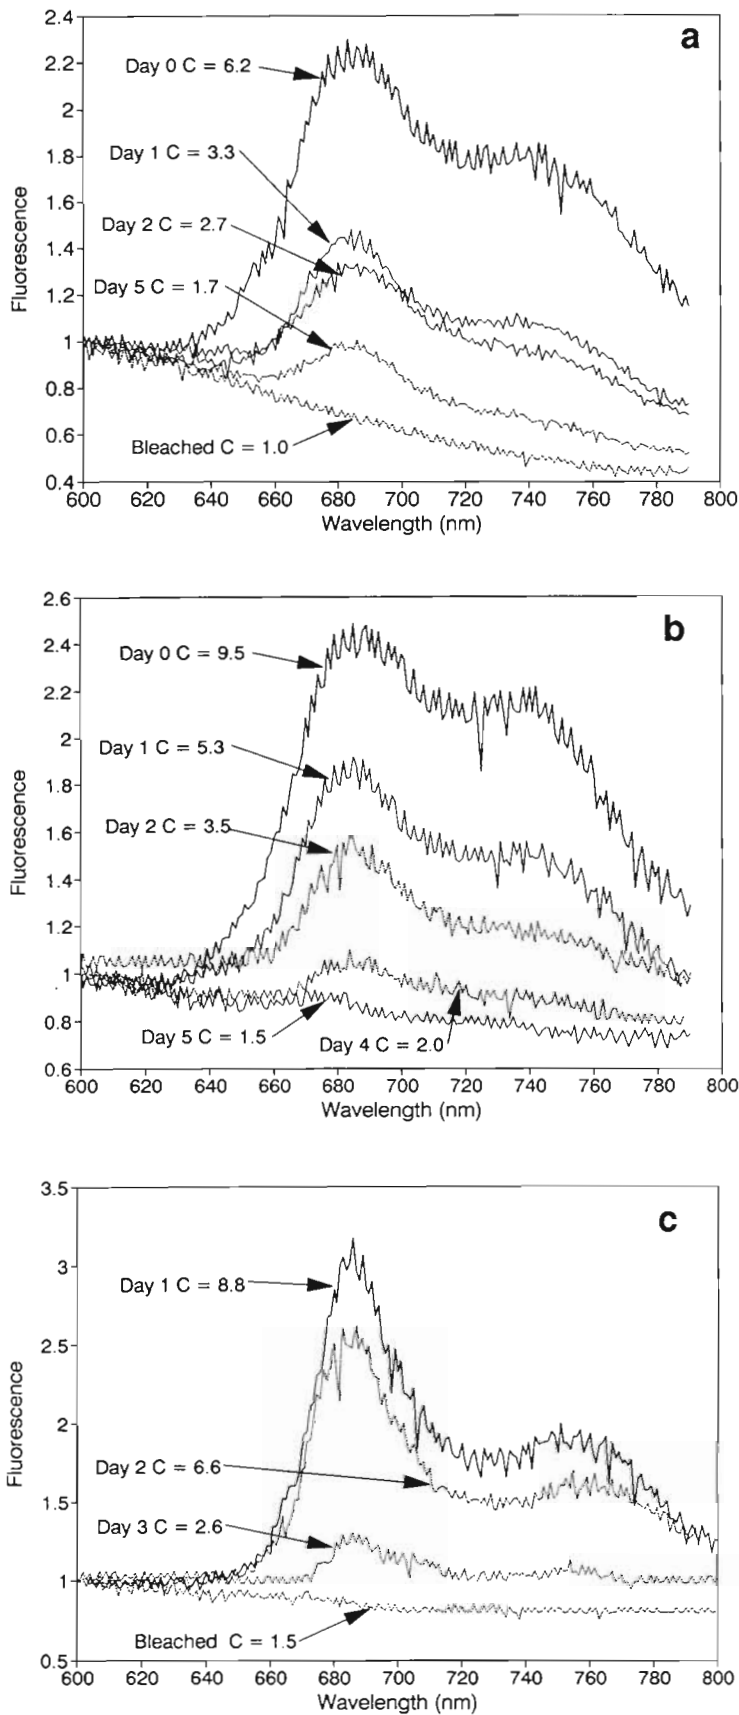 a
2.4
2.2
2
1.8
1.6
1.4
1.2
1
0.8
0.6
0.4
Fluorescence
Day 0 C = 6.2
Day 1 C = 3.3
Day 2 C = 2.7
Day 5 C = 1.7
Bleached C = 1.0
600 620 640 660 680 700 720 740 760 780 800
Wavelength (nm)
b
2.6
2.4
2.2
2
1.8
1.6
1.4
1.2
1
0.8
0.6
Fluorescence
Day 0 C = 9.5
Day 1 C = 5.3
Day 2 C = 3.5
Day 5 C = 1.5
Day 4 C = 2.0
600 620 640 660 680 700 720 740 760 780 800
Wavelength (nm)
c
3.5
3
2.5
2
1.5
1
0.5
Fluorescence
Day 1 C = 8.8
Day 2 C = 6.6
Day 3 C = 2.6
Bleached C = 1.5
600 620 640 660 680 700 720 740 760 780 800
Wavelength (nm)